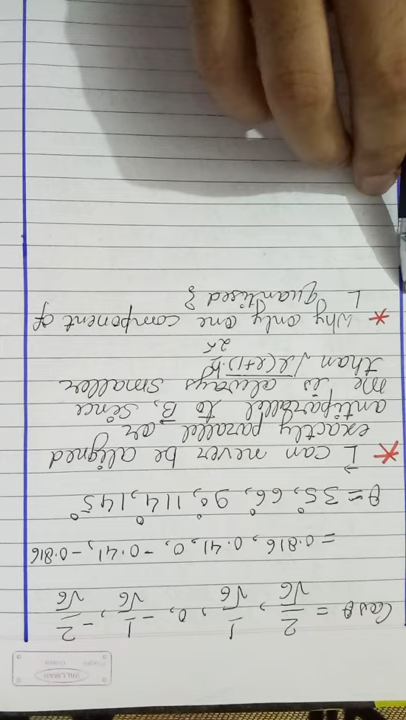 Cosθ = 2/√6, 1/√6, 0, -1/√6, -2/√6
= 0.816, 0.41, 0, -0.41, -0.816
θ = 35°, 66°, 90°, 114°, 145°
* L⃗ can never be aligned
exactly parallel or
antiparallel to B⃗, Since
me is always smaller
than √l(l+1).h
2π
* Why only one component of
L quantised?